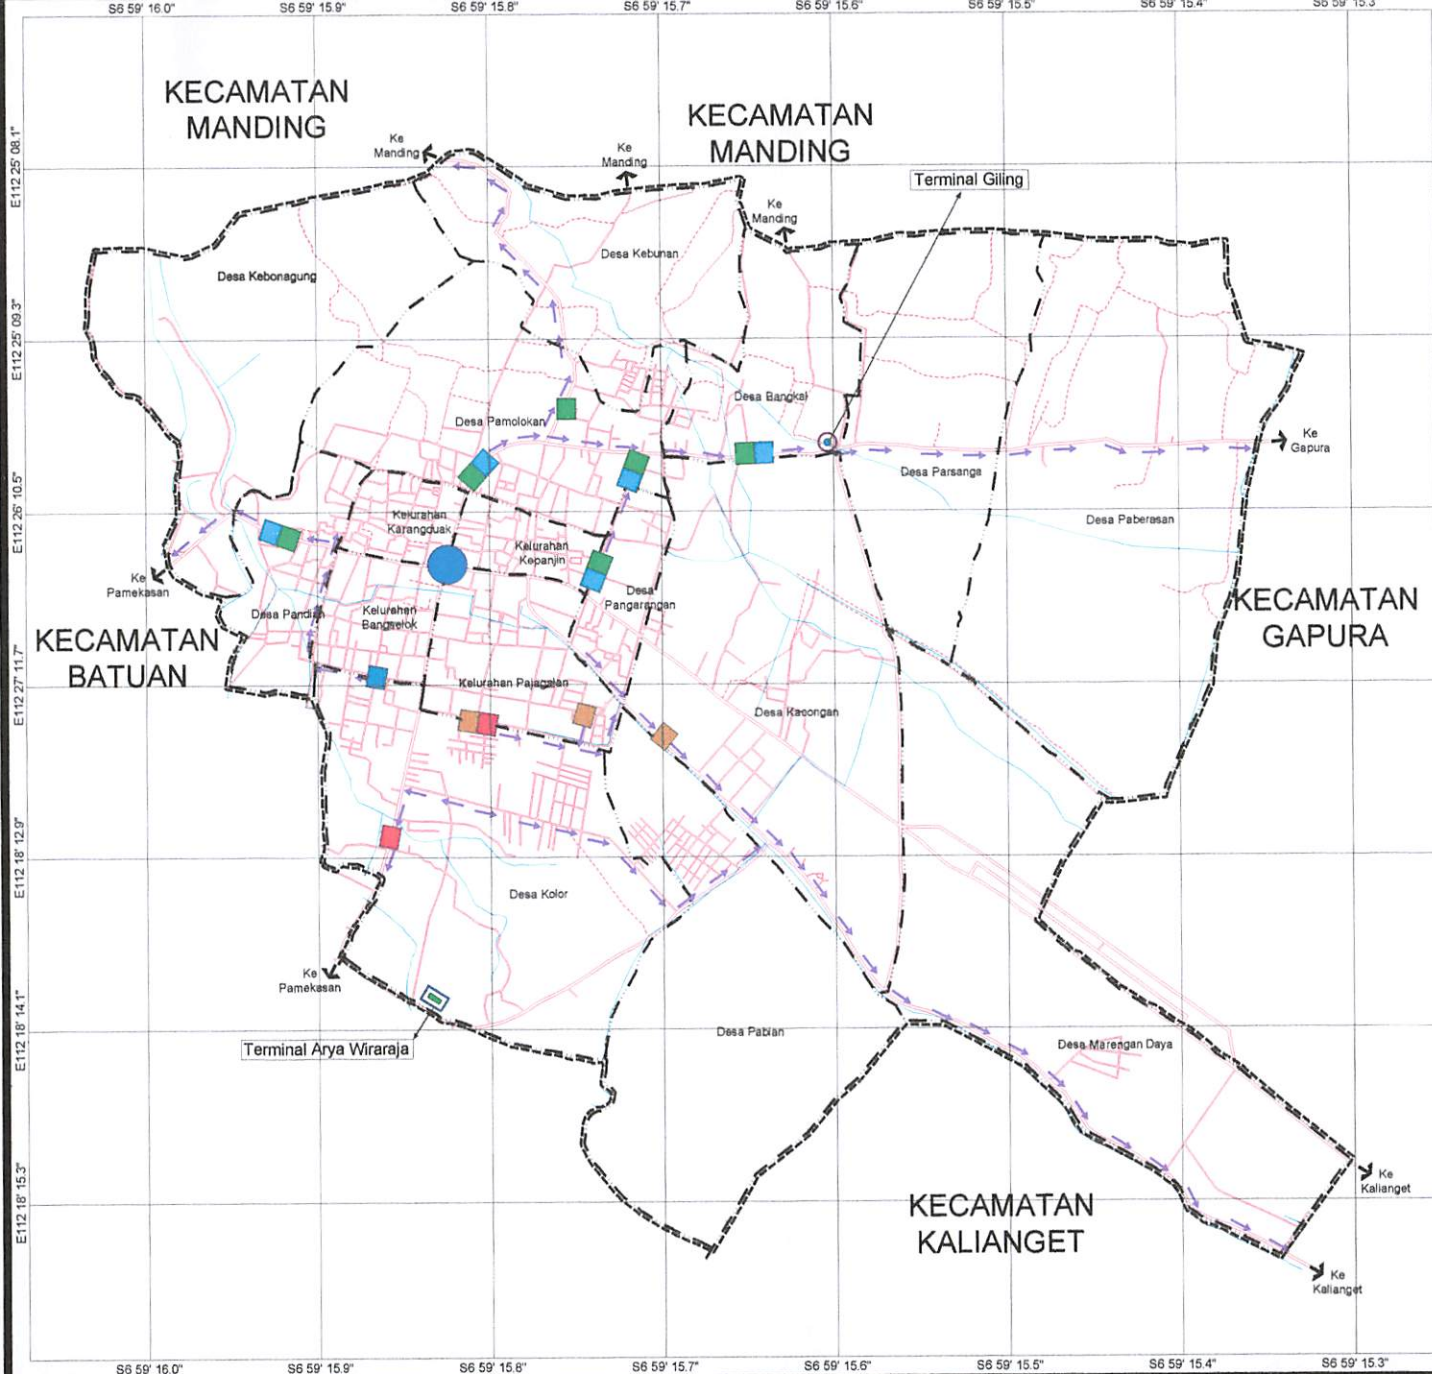 S6 59' 16.0"
S6 59' 15.9"
S6 59' 15.8"
S6 59' 15.7"
S6 59' 15.6"
S6 59' 15.5"
S6 59' 15.4"
S6 59' 15.3
KECAMATAN
MANDING
KECAMATAN
MANDING
Ke
Manding
Ke
Manding
Terminal Giling
Ke
Manding
E112 25' 08.1"
Desa Kebunan
Desa Kebonagung
E112 25' 09.3"
Desa Bangkal
Desa Pamolokan
Ke
Gapura
Desa Parsanga
E112 26' 10.5"
Kelurahan
Karangduak
Desa Paberasan
Kelurahan
Kepanjin
Ke
Pamekasan
Desa
Pangarangan
KECAMATAN
GAPURA
Desa Pandian
Kelurahan
Bangselok
KECAMATAN
BATUAN
E112 27' 11.7"
Kelurahan Pajagalan
Desa Kacongan
E112 18' 12.9"
Desa Kolor
Ke
Pamekasan
E112 18' 14.1"
Desa Pabian
Terminal Arya Wiraraja
Desa Marengan Daya
E112 18' 15.3"
Ke
Kalianget
KECAMATAN
KALIANGET
Ke
Kalianget
S6 59' 16.0"
S6 59' 15.9"
S6 59' 15.8"
S6 59' 15.7"
S6 59' 15.6"
S6 59' 15.5"
S6 59' 15.4"
S6 59' 15.3"